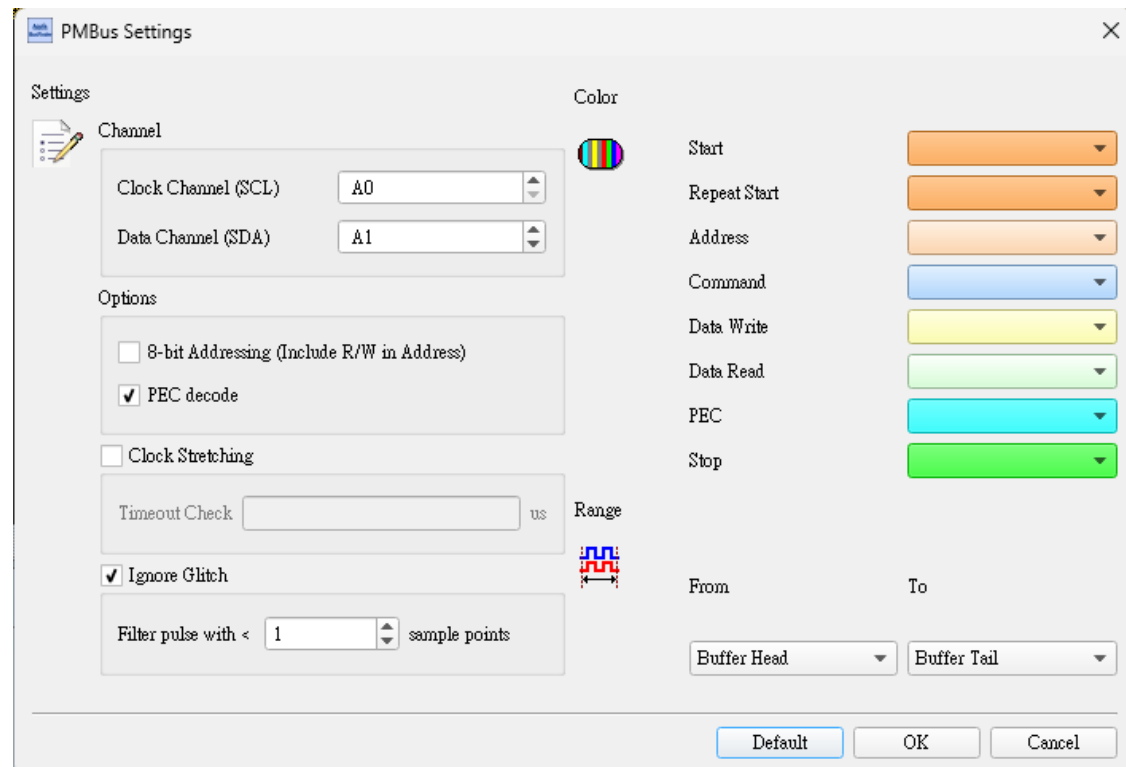 PMBus Settings
Settings
Channel
Clock Channel (SCL) A0
Data Channel (SDA) A1
Options
8-bit Addressing (Include R/W in Address)
PEC decode
Clock Stretching
Timeout Check us
Ignore Glitch
Filter pulse with < 1 sample points
Color
Start
Repeat Start
Address
Command
Data Write
Data Read
PEC
Stop
Range
From To
Buffer Head Buffer Tail
Default OK Cancel